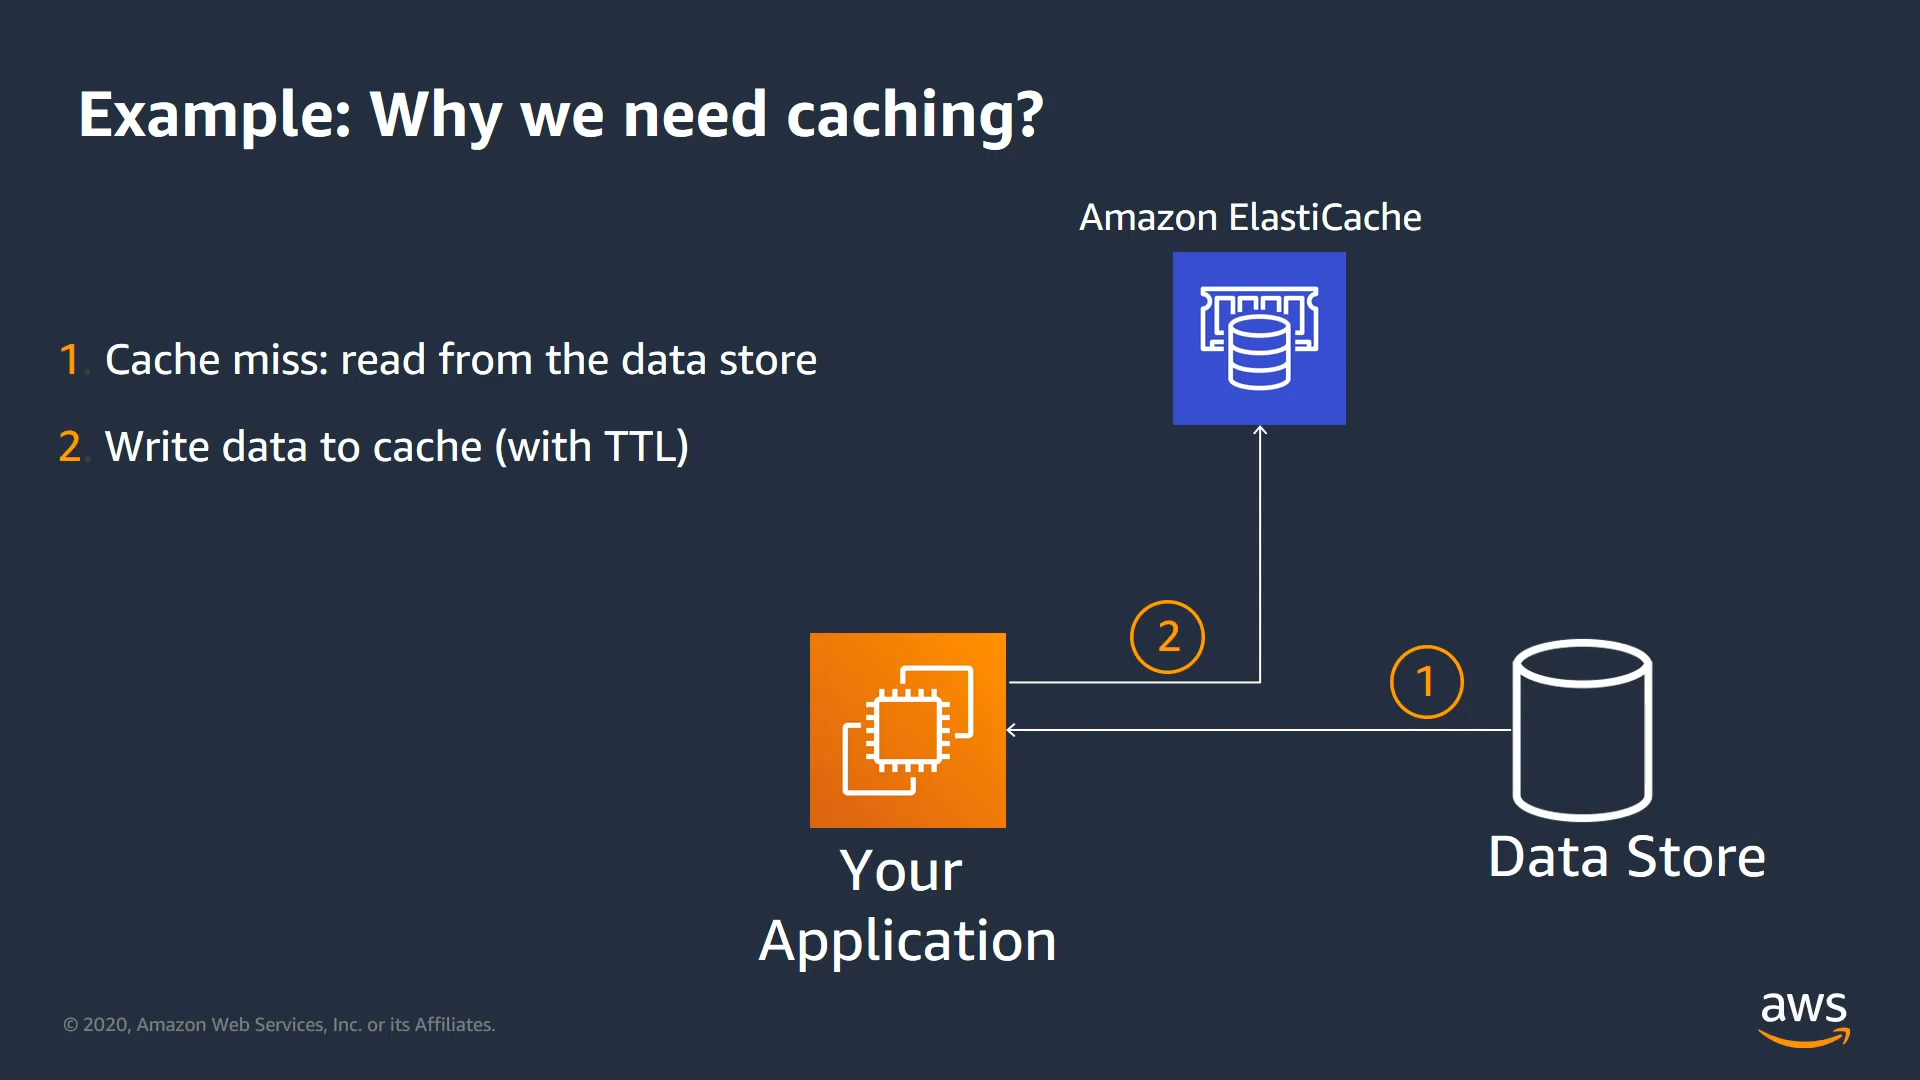 Example: Why we need caching?
Amazon ElastiCache
1. Cache miss: read from the data store
2. Write data to cache (with TTL)
2
1
Your
Application
Data Store
© 2020, Amazon Web Services, Inc. or its Affiliates.
aws